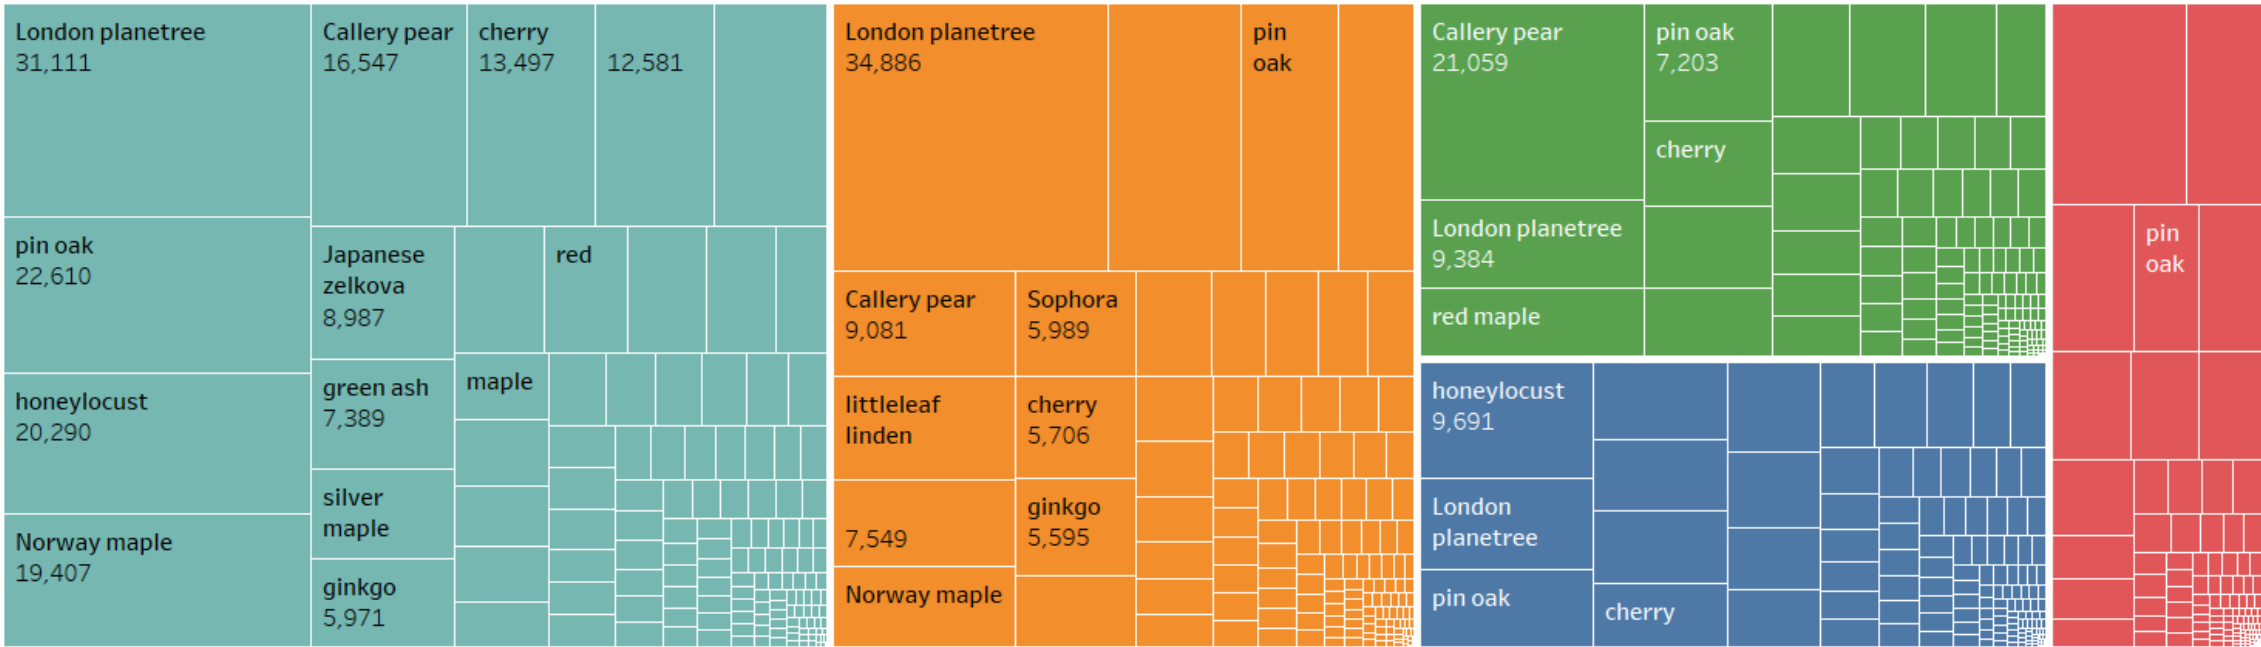 London planetree
31,111
pin oak
22,610
honeylocust
20,290
Norway maple
19,407
Callery pear
16,547
cherry
13,497
12,581
Japanese
zelkova
8,987
green ash
7,389
silver
maple
ginkgo
5,971
red
maple
London planetree
34,886
pin
oak
Callery pear
9,081
littleleaf
linden
7,549
Norway maple
Sophora
5,989
cherry
5,706
ginkgo
5,595
Callery pear
21,059
London planetree
9,384
red maple
pin oak
7,203
cherry
honeylocust
9,691
London
planetree
pin oak
cherry
pin
oak